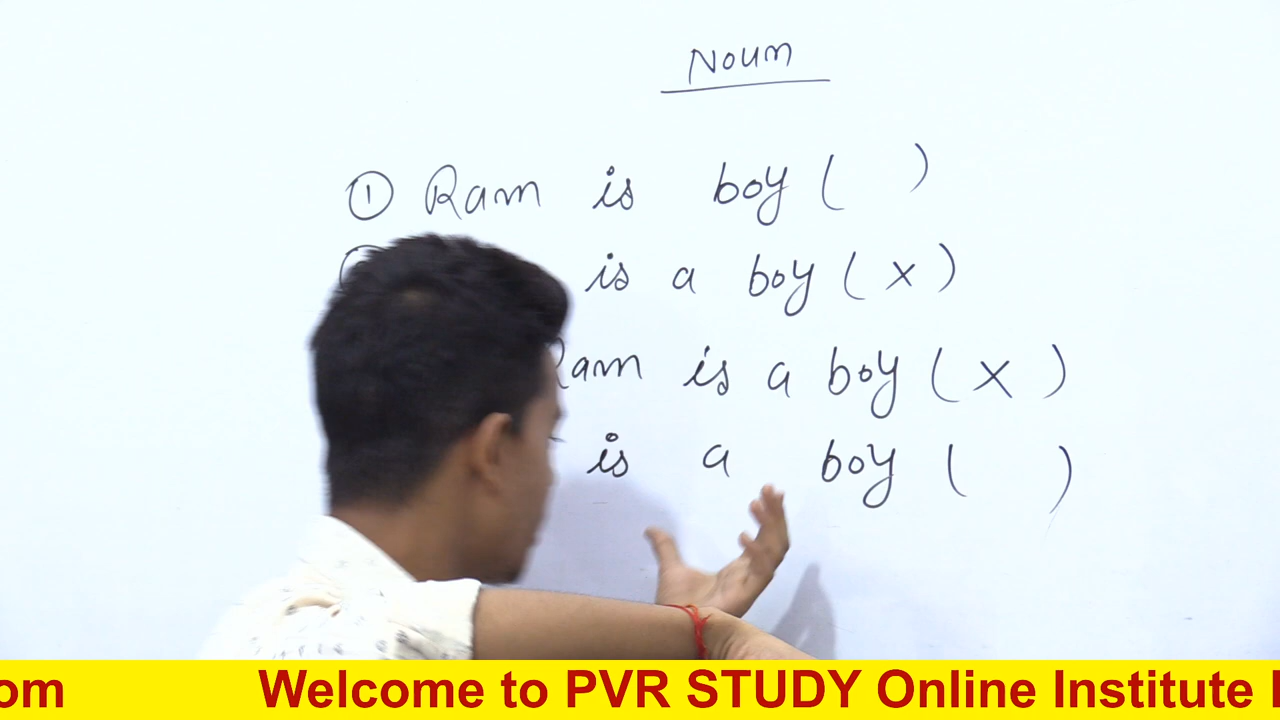 Noun
① Ram is boy ( )
is a boy ( x )
Ram is a boy ( x )
is a boy ( )
om Welcome to PVR STUDY Online Institute